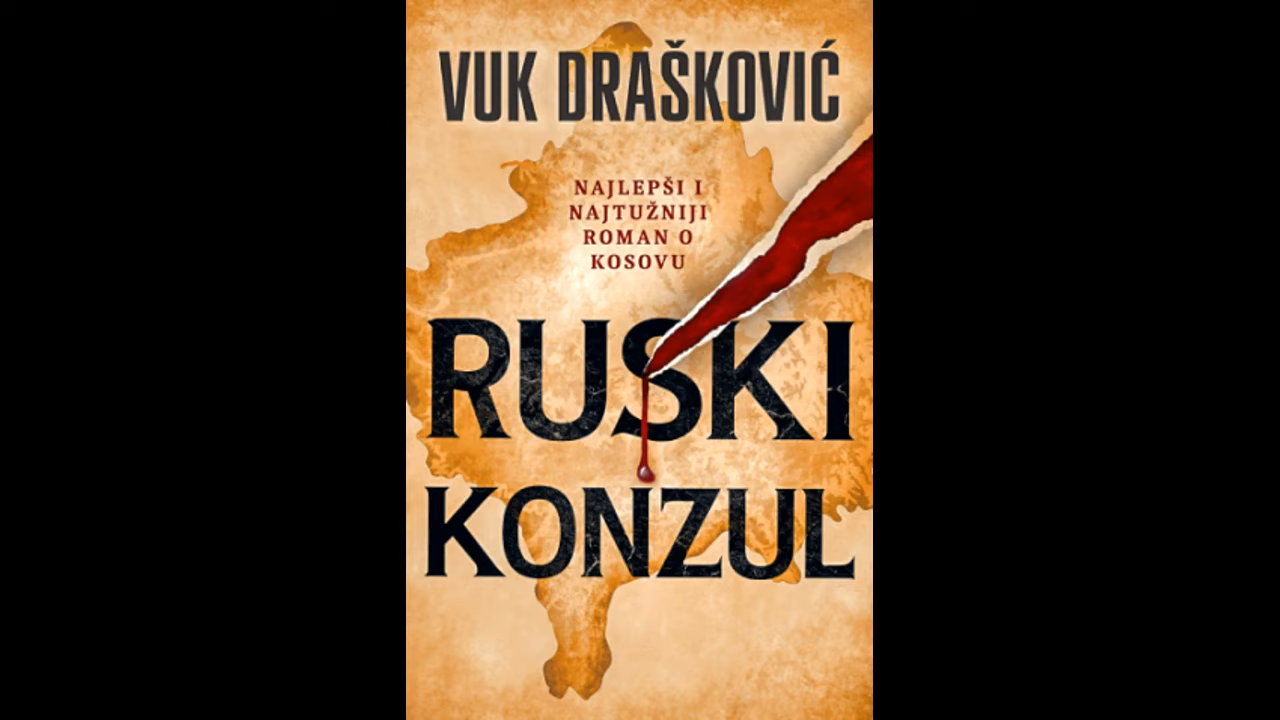 VUK DRAŠKOVIĆ
NAJLEPŠI I
NAJTUŽNIJI
ROMAN O
KOSOVU
RUSKI
KONZUL